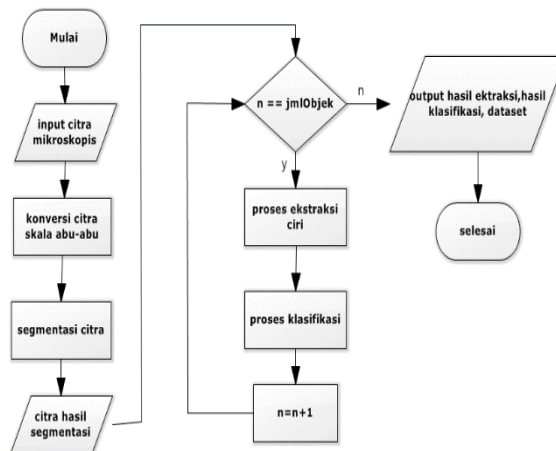 Mulai
input citra
mikroskopis
konversi citra
skala abu-abu
segmentasi citra
citra hasil
segmentasi
n == jmlObjek
n
y
proses ekstraksi
ciri
proses klasifikasi
n=n+1
output hasil ektraksi,hasil
klasifikasi, dataset
selesai